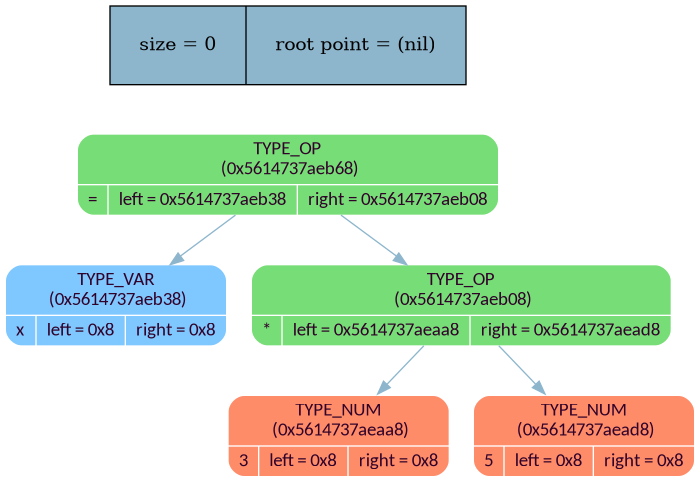 size = 0 root point = (nil)
TYPE_OP
(0x5614737aeb68)
= left = 0x5614737aeb38 right = 0x5614737aeb08
TYPE_VAR
(0x5614737aeb38)
x left = 0x8 right = 0x8
TYPE_OP
(0x5614737aeb08)
* left = 0x5614737aeaa8 right = 0x5614737aead8
TYPE_NUM
(0x5614737aeaa8)
3 left = 0x8 right = 0x8
TYPE_NUM
(0x5614737aead8)
5 left = 0x8 right = 0x8